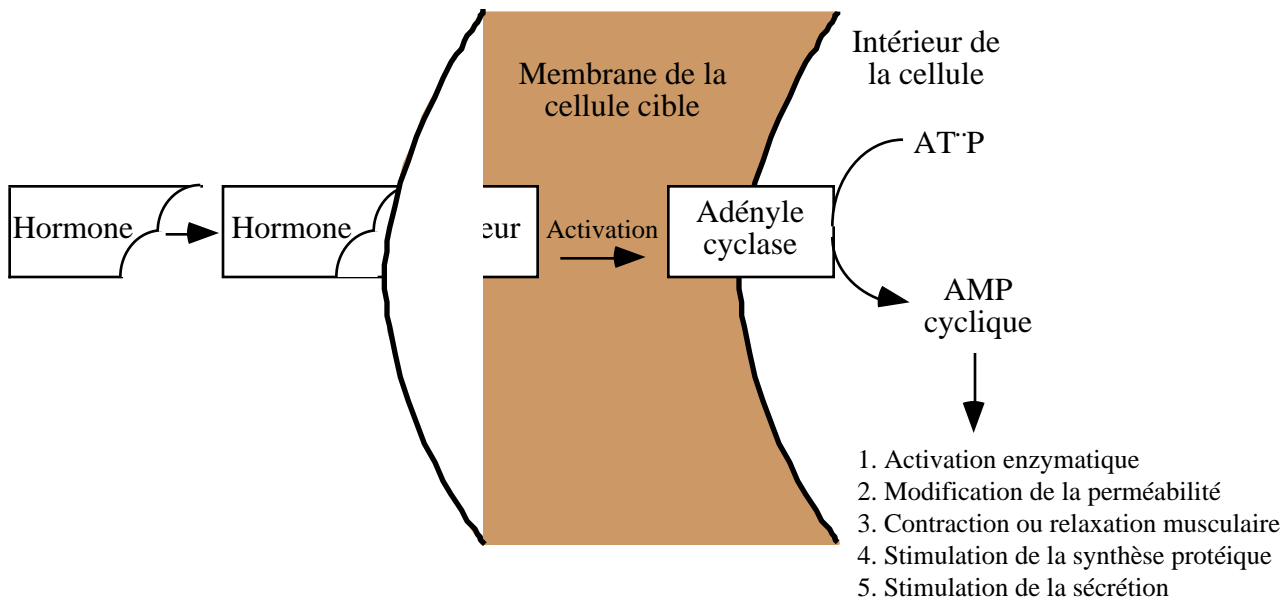 Intérieur de
la cellule
Membrane de la
cellule cible
AT¨P
Hormone
Hormone
eur
Activation
Adényle
cyclase
AMP
cyclique
1. Activation enzymatique
2. Modification de la perméabilité
3. Contraction ou relaxation musculaire
4. Stimulation de la synthèse protéique
5. Stimulation de la sécrétion